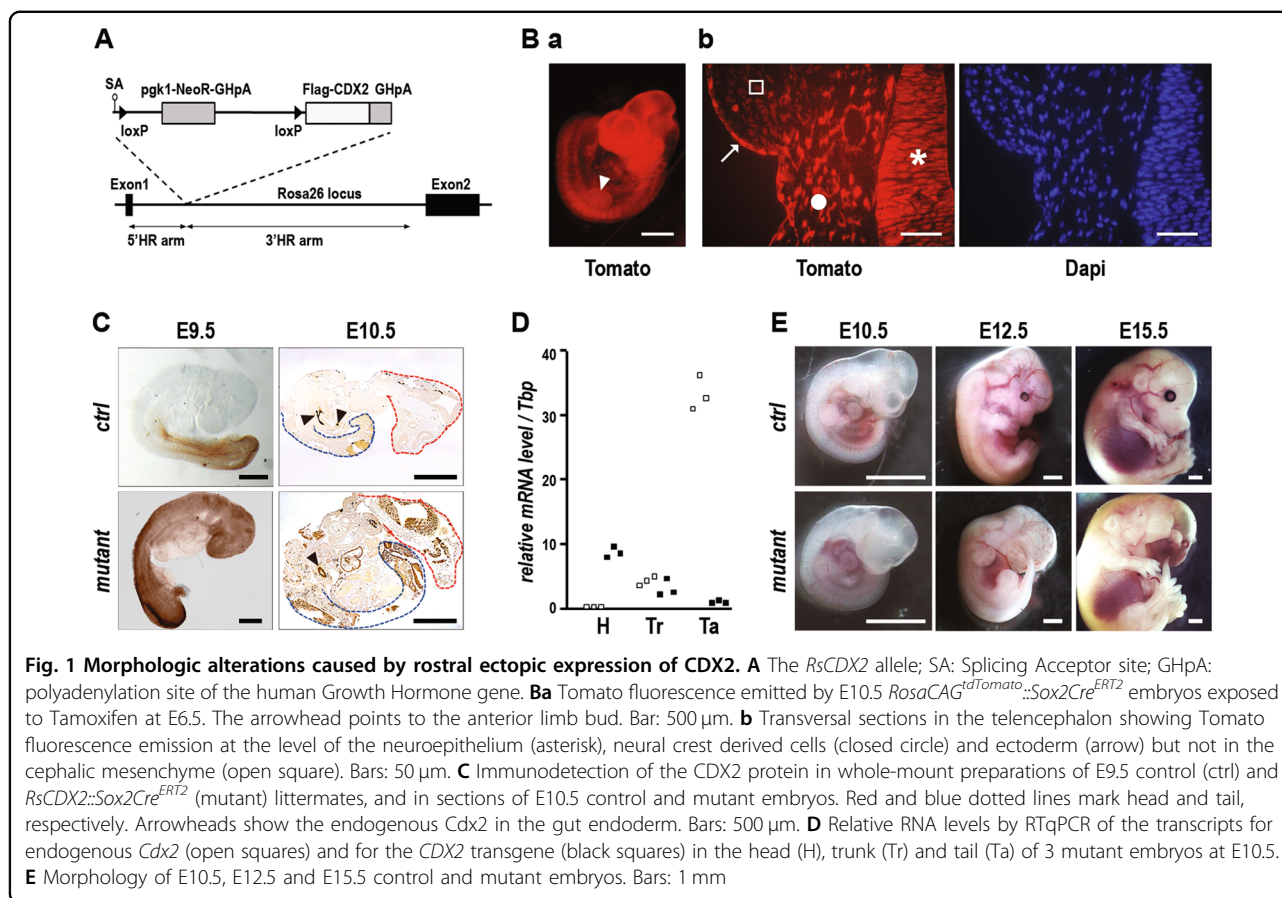 A
SA
pgk1-NeoR-GHpA
Flag-CDX2 GHpA
loxP
loxP
Exon1
Rosa26 locus
Exon2
5'HR arm
3'HR arm
B a
Tomato
b
Tomato
Dapi
C
E9.5
E10.5
ctrl
mutant
D
relative mRNA level / Tbp
40
30
20
10
0
H
Tr
Ta
E
E10.5
E12.5
E15.5
ctrl
mutant
Fig. 1 Morphologic alterations caused by rostral ectopic expression of CDX2. A The RsCDX2 allele; SA: Splicing Acceptor site; GHpA:
polyadenylation site of the human Growth Hormone gene. Ba Tomato fluorescence emitted by E10.5 RosaCAG^tdTomato::Sox2Cre^ERT2 embryos exposed
to Tamoxifen at E6.5. The arrowhead points to the anterior limb bud. Bar: 500 µm. b Transversal sections in the telencephalon showing Tomato
fluorescence emission at the level of the neuroepithelium (asterisk), neural crest derived cells (closed circle) and ectoderm (arrow) but not in the
cephalic mesenchyme (open square). Bars: 50 µm. C Immunodetection of the CDX2 protein in whole-mount preparations of E9.5 control (ctrl) and
RsCDX2::Sox2Cre^ERT2 (mutant) littermates, and in sections of E10.5 control and mutant embryos. Red and blue dotted lines mark head and tail,
respectively. Arrowheads show the endogenous Cdx2 in the gut endoderm. Bars: 500 µm. D Relative RNA levels by RTqPCR of the transcripts for
endogenous Cdx2 (open squares) and for the CDX2 transgene (black squares) in the head (H), trunk (Tr) and tail (Ta) of 3 mutant embryos at E10.5.
E Morphology of E10.5, E12.5 and E15.5 control and mutant embryos. Bars: 1 mm